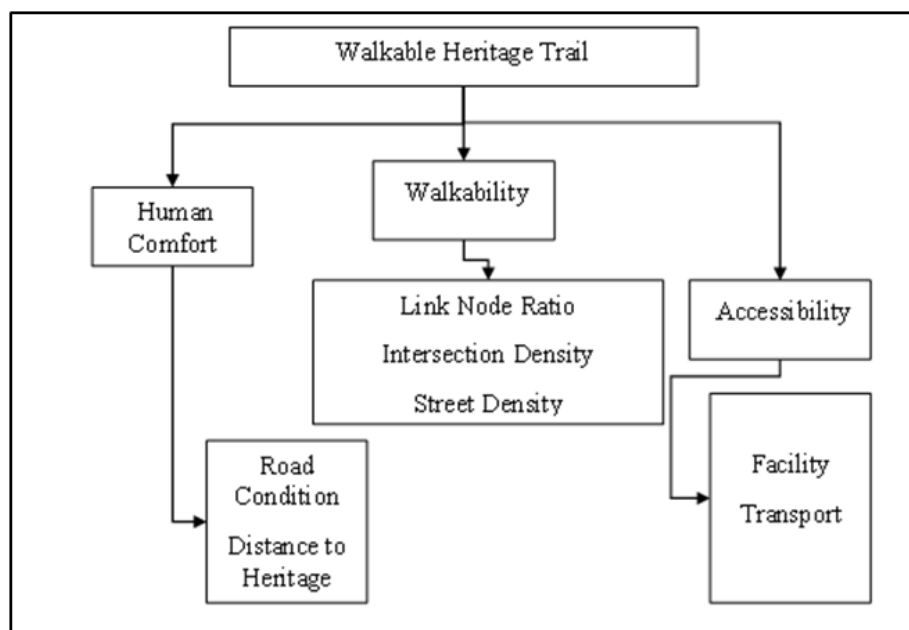 Walkable Heritage Trail
Human
Comfort
Walkability
Accessibility
Link Node Ratio
Intersection Density
Street Density
Road
Condition
Distance to
Heritage
Facility
Transport